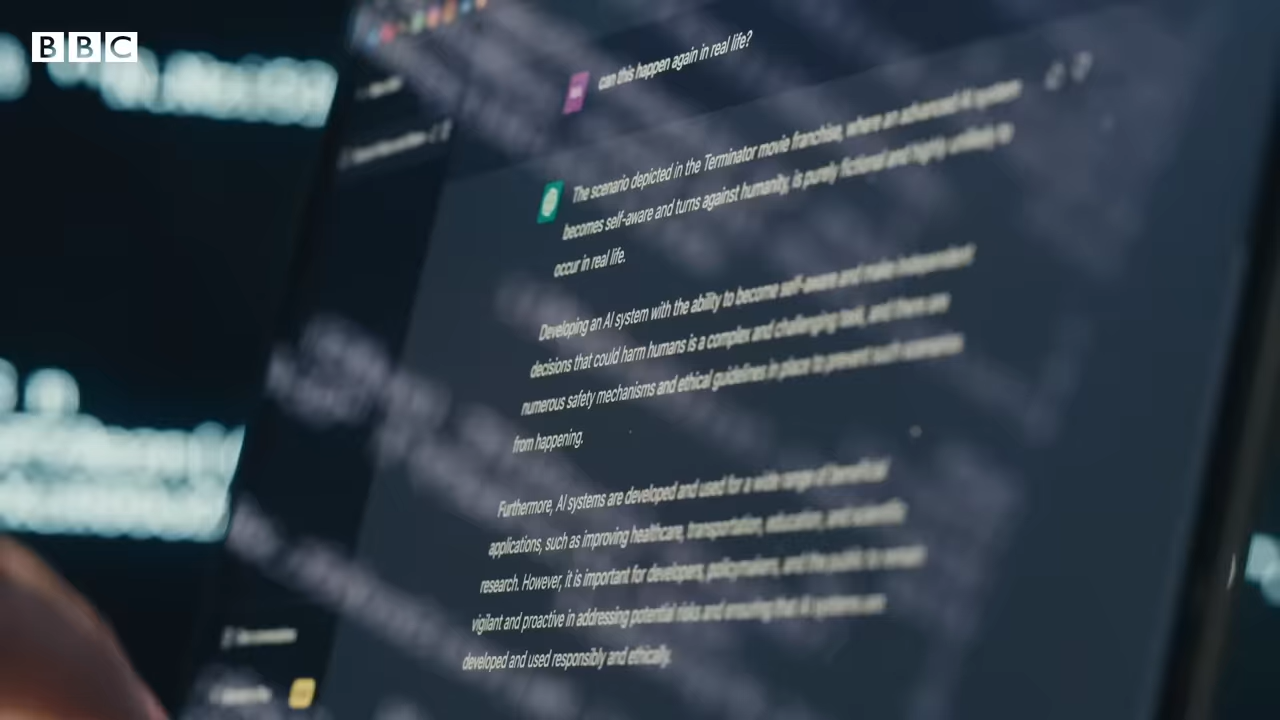 BBC
can this happen again in real life?
The scenario depicted in the Terminator movie franchise, where an advanced AI system
becomes self-aware and turns against humanity, is purely fictional and highly unlikely to
occur in real life.
Developing an AI system with the ability to become self-aware and make independent
decisions that could harm humans is a complex and challenging task, and there are
numerous safety mechanisms and ethical guidelines in place to prevent such scenarios
from happening.
Furthermore, AI systems are developed and used for a wide range of beneficial
applications, such as improving healthcare, transportation, education, and scientific
research. However, it is important for developers, policymakers, and the public to remain
vigilant and proactive in addressing potential risks and ensuring that AI systems are
developed and used responsibly and ethically.